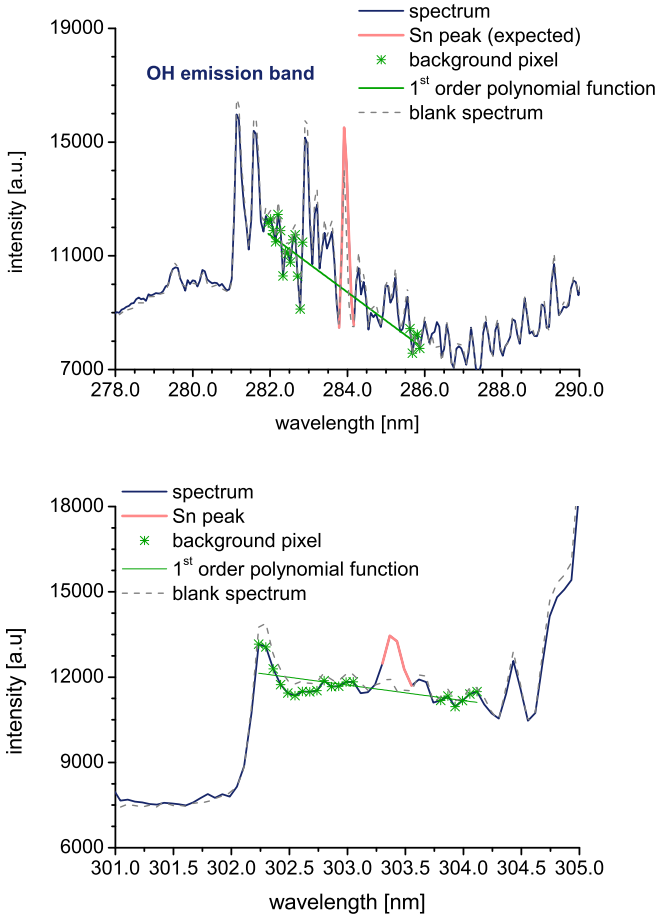 spectrum
Sn peak (expected)
background pixel
1st order polynomial function
blank spectrum
OH emission band
19000
15000
11000
7000
intensity [a.u.]
278.0 280.0 282.0 284.0 286.0 288.0 290.0
wavelength [nm]
spectrum
Sn peak
background pixel
1st order polynomial function
blank spectrum
18000
15000
12000
9000
6000
intensity [a.u]
301.0 301.5 302.0 302.5 303.0 303.5 304.0 304.5 305.0
wavelength [nm]